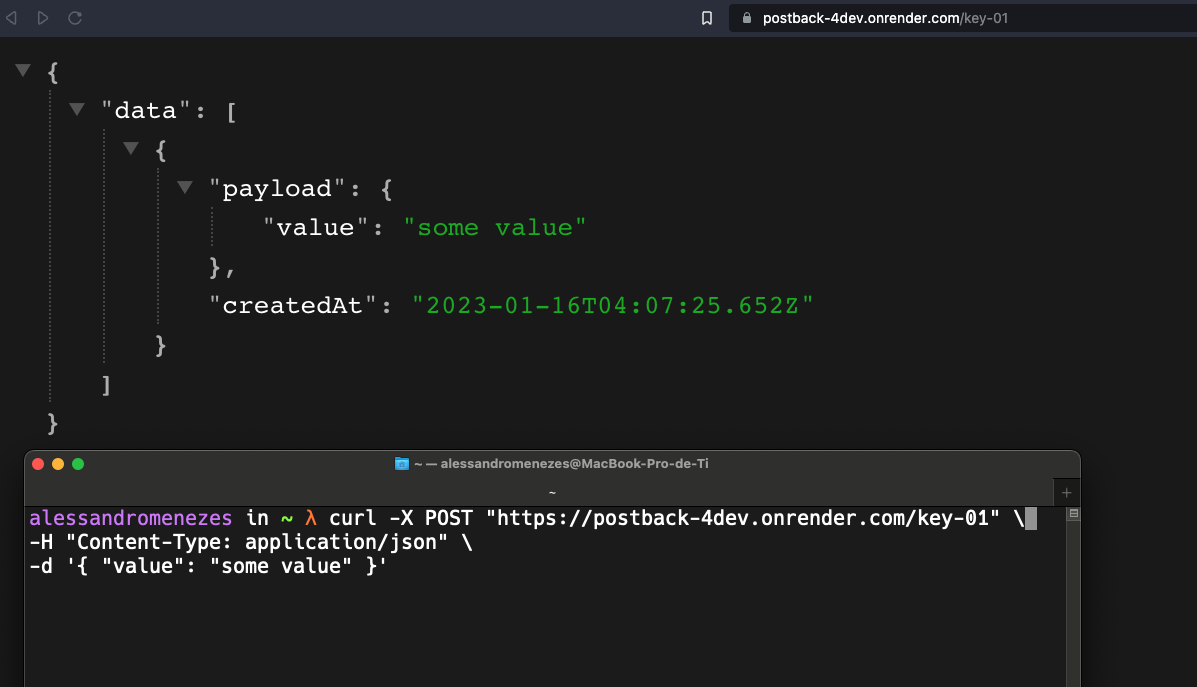 postback-4dev.onrender.com/key-01
{
"data": [
{
"payload": {
"value": "some value"
},
"createdAt": "2023-01-16T04:07:25.652Z"
}
]
}
~ — alessandromenezes@MacBook-Pro-de-Ti
~
+
alessandromenezes in ~ λ curl -X POST "https://postback-4dev.onrender.com/key-01" \
-H "Content-Type: application/json" \
-d '{ "value": "some value" }'